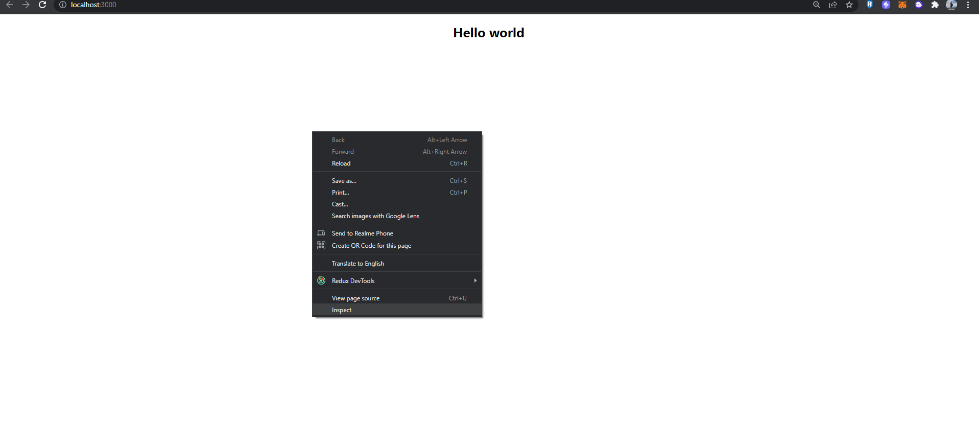 localhost:3000
Hello world
Back Alt+Left Arrow
Forward Alt+Right Arrow
Reload Ctrl+R
Save as... Ctrl+S
Print... Ctrl+P
Cast...
Search images with Google Lens
Send to Realme Phone
Create QR Code for this page
Translate to English
Redux DevTools
View page source Ctrl+U
Inspect